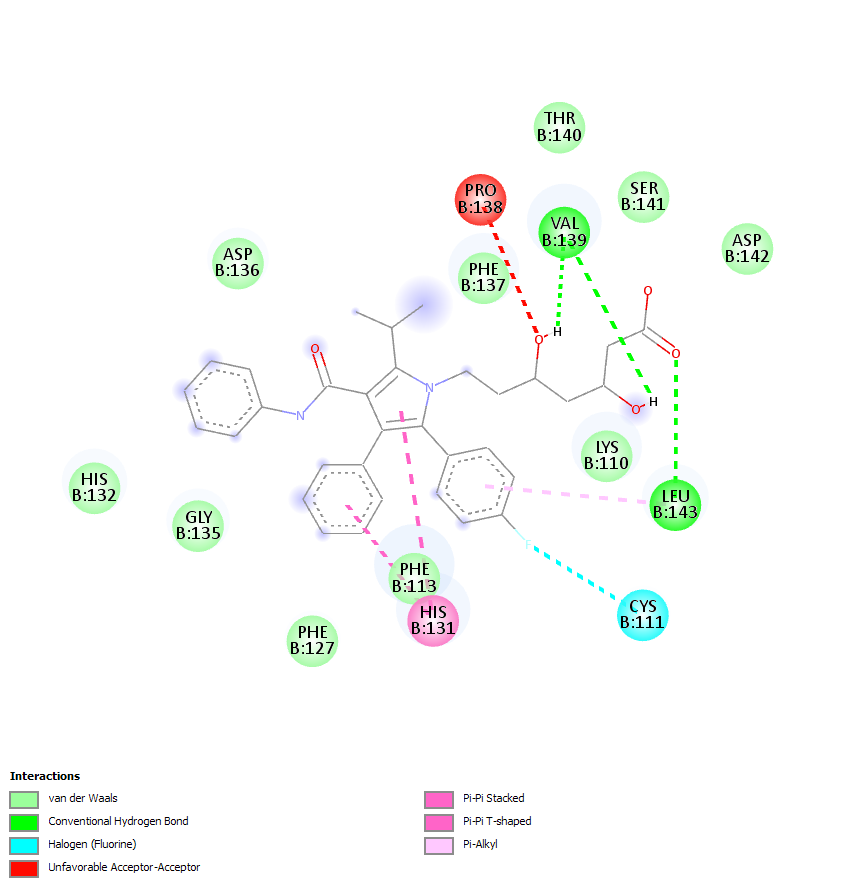 THR
B:140
PRO
B:138
SER
B:141
VAL
B:139
ASP
B:142
ASP
B:136
PHE
B:137
O
H
O
O
O
N
O
H
N
LYS
B:110
HIS
B:132
GLY
B:135
LEU
B:143
F
PHE
B:113
HIS
B:131
CYS
B:111
PHE
B:127
Interactions
van der Waals
Conventional Hydrogen Bond
Halogen (Fluorine)
Unfavorable Acceptor-Acceptor
Pi-Pi Stacked
Pi-Pi T-shaped
Pi-Alkyl